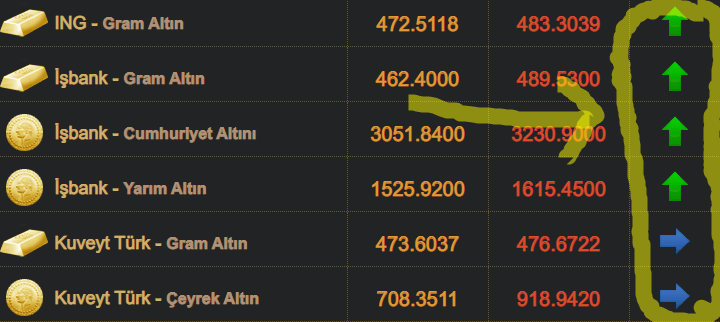 ING - Gram Altın 472.5118 483.3039
İşbank - Gram Altın 462.4000 489.5300
İşbank - Cumhuriyet Altını 3051.8400 3230.9000
İşbank - Yarım Altın 1525.9200 1615.4500
Kuveyt Türk - Gram Altın 473.6037 476.6722
Kuveyt Türk - Çeyrek Altın 708.3511 918.9420